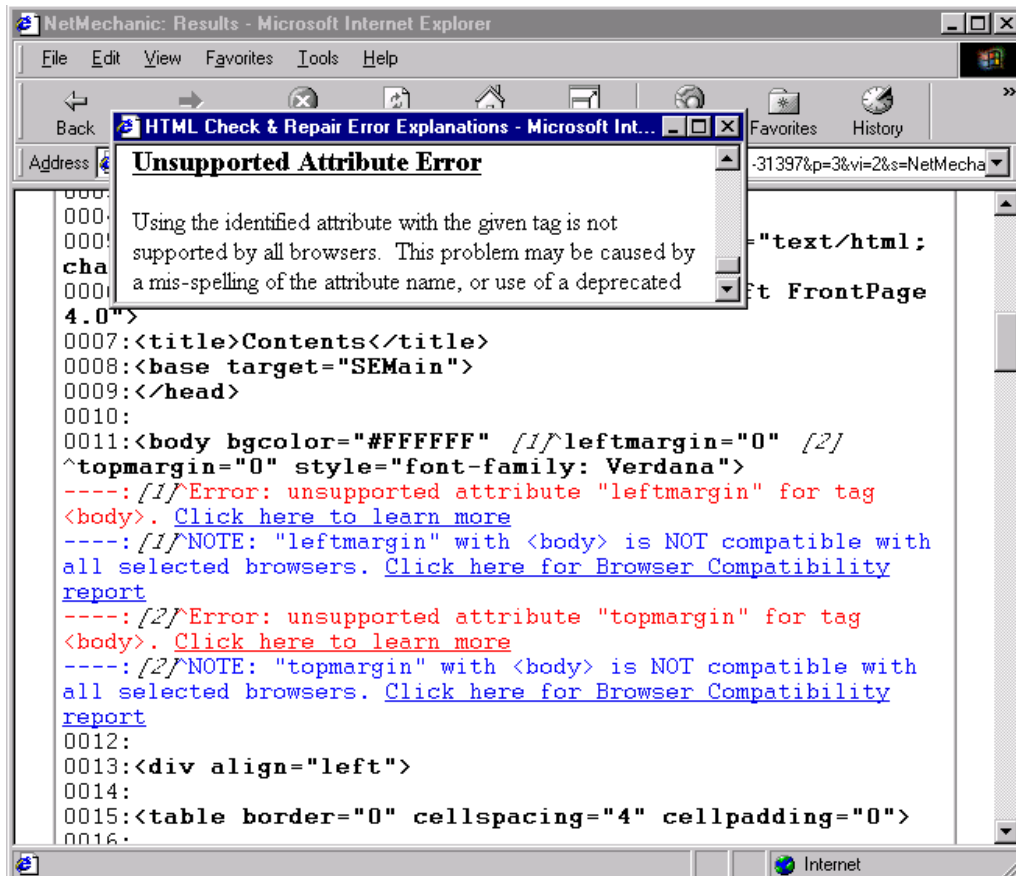 NetMechanic: Results - Microsoft Internet Explorer
File Edit View Favorites Tools Help
Back Favorites History »
HTML Check & Repair Error Explanations - Microsoft Int...
Address -31397&p=3&vi=2&s=NetMecha
Unsupported Attribute Error
Using the identified attribute with the given tag is not
supported by all browsers. This problem may be caused by
a mis-spelling of the attribute name, or use of a deprecated
="text/html;
cha
ft FrontPage
4.0">
0007:<title>Contents</title>
0008:<base target="SEMain">
0009:</head>
0010:
0011:<body bgcolor="#FFFFFF" [1]^leftmargin="0" [2]
^topmargin="0" style="font-family: Verdana">
----:[1]^Error: unsupported attribute "leftmargin" for tag
<body>. Click here to learn more
----:[1]^NOTE: "leftmargin" with <body> is NOT compatible with
all selected browsers. Click here for Browser Compatibility
report
----:[2]^Error: unsupported attribute "topmargin" for tag
<body>. Click here to learn more
----:[2]^NOTE: "topmargin" with <body> is NOT compatible with
all selected browsers. Click here for Browser Compatibility
report
0012:
0013:<div align="left">
0014:
0015:<table border="0" cellspacing="4" cellpadding="0">
0016:
Internet